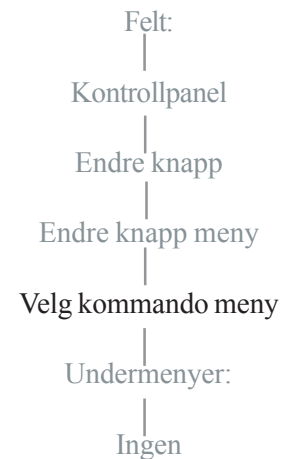 Felt:
Kontrollpanel
Endre knapp
Endre knapp meny
Velg kommando meny
Undermenyer:
Ingen